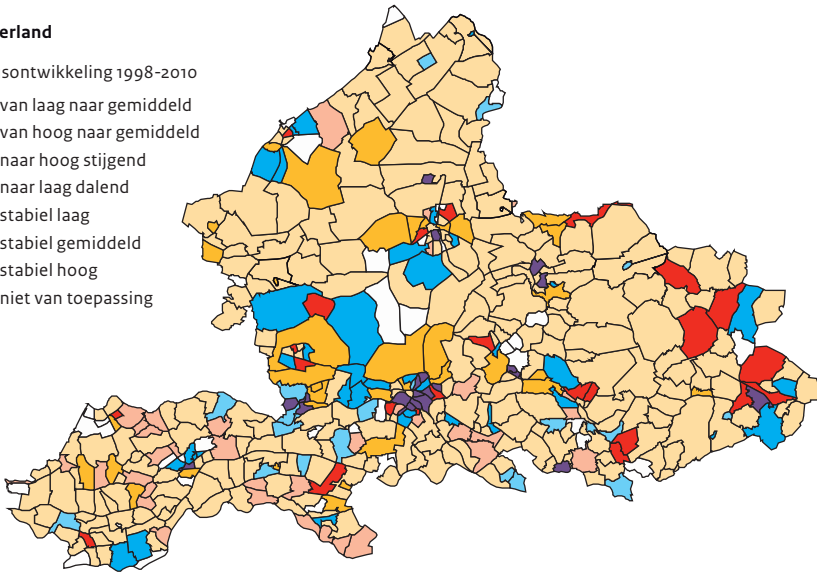 erland
sontwikkeling 1998-2010
van laag naar gemiddeld
van hoog naar gemiddeld
naar hoog stijgend
naar laag dalend
stabiel laag
stabiel gemiddeld
stabiel hoog
niet van toepassing